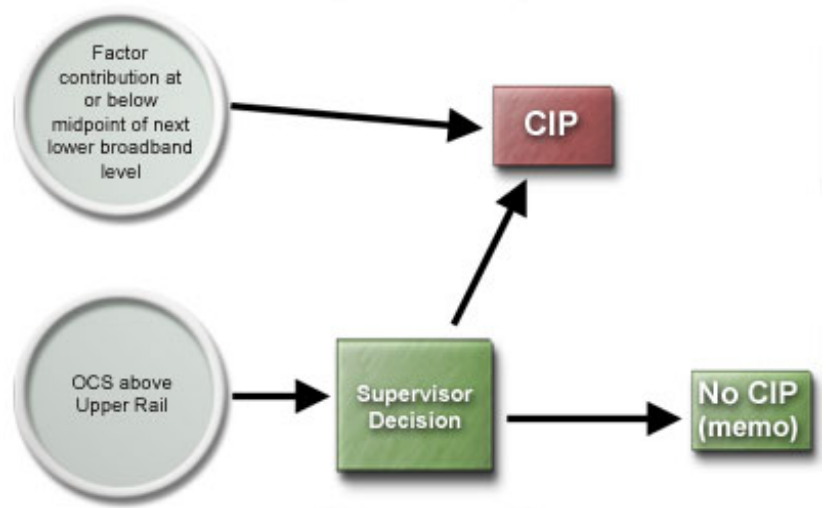 Factor
contribution at
or below
midpoint of next
lower broadband
level
CIP
OCS above
Upper Rail
Supervisor
Decision
No CIP
(memo)